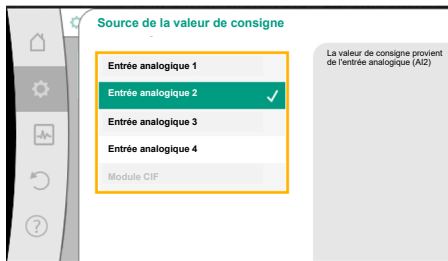 Source de la valeur de consigne
Entrée analogique 1
Entrée analogique 2
Entrée analogique 3
Entrée analogique 4
Module CIF
La valeur de consigne provient
de l'entrée analogique (AI2)
?